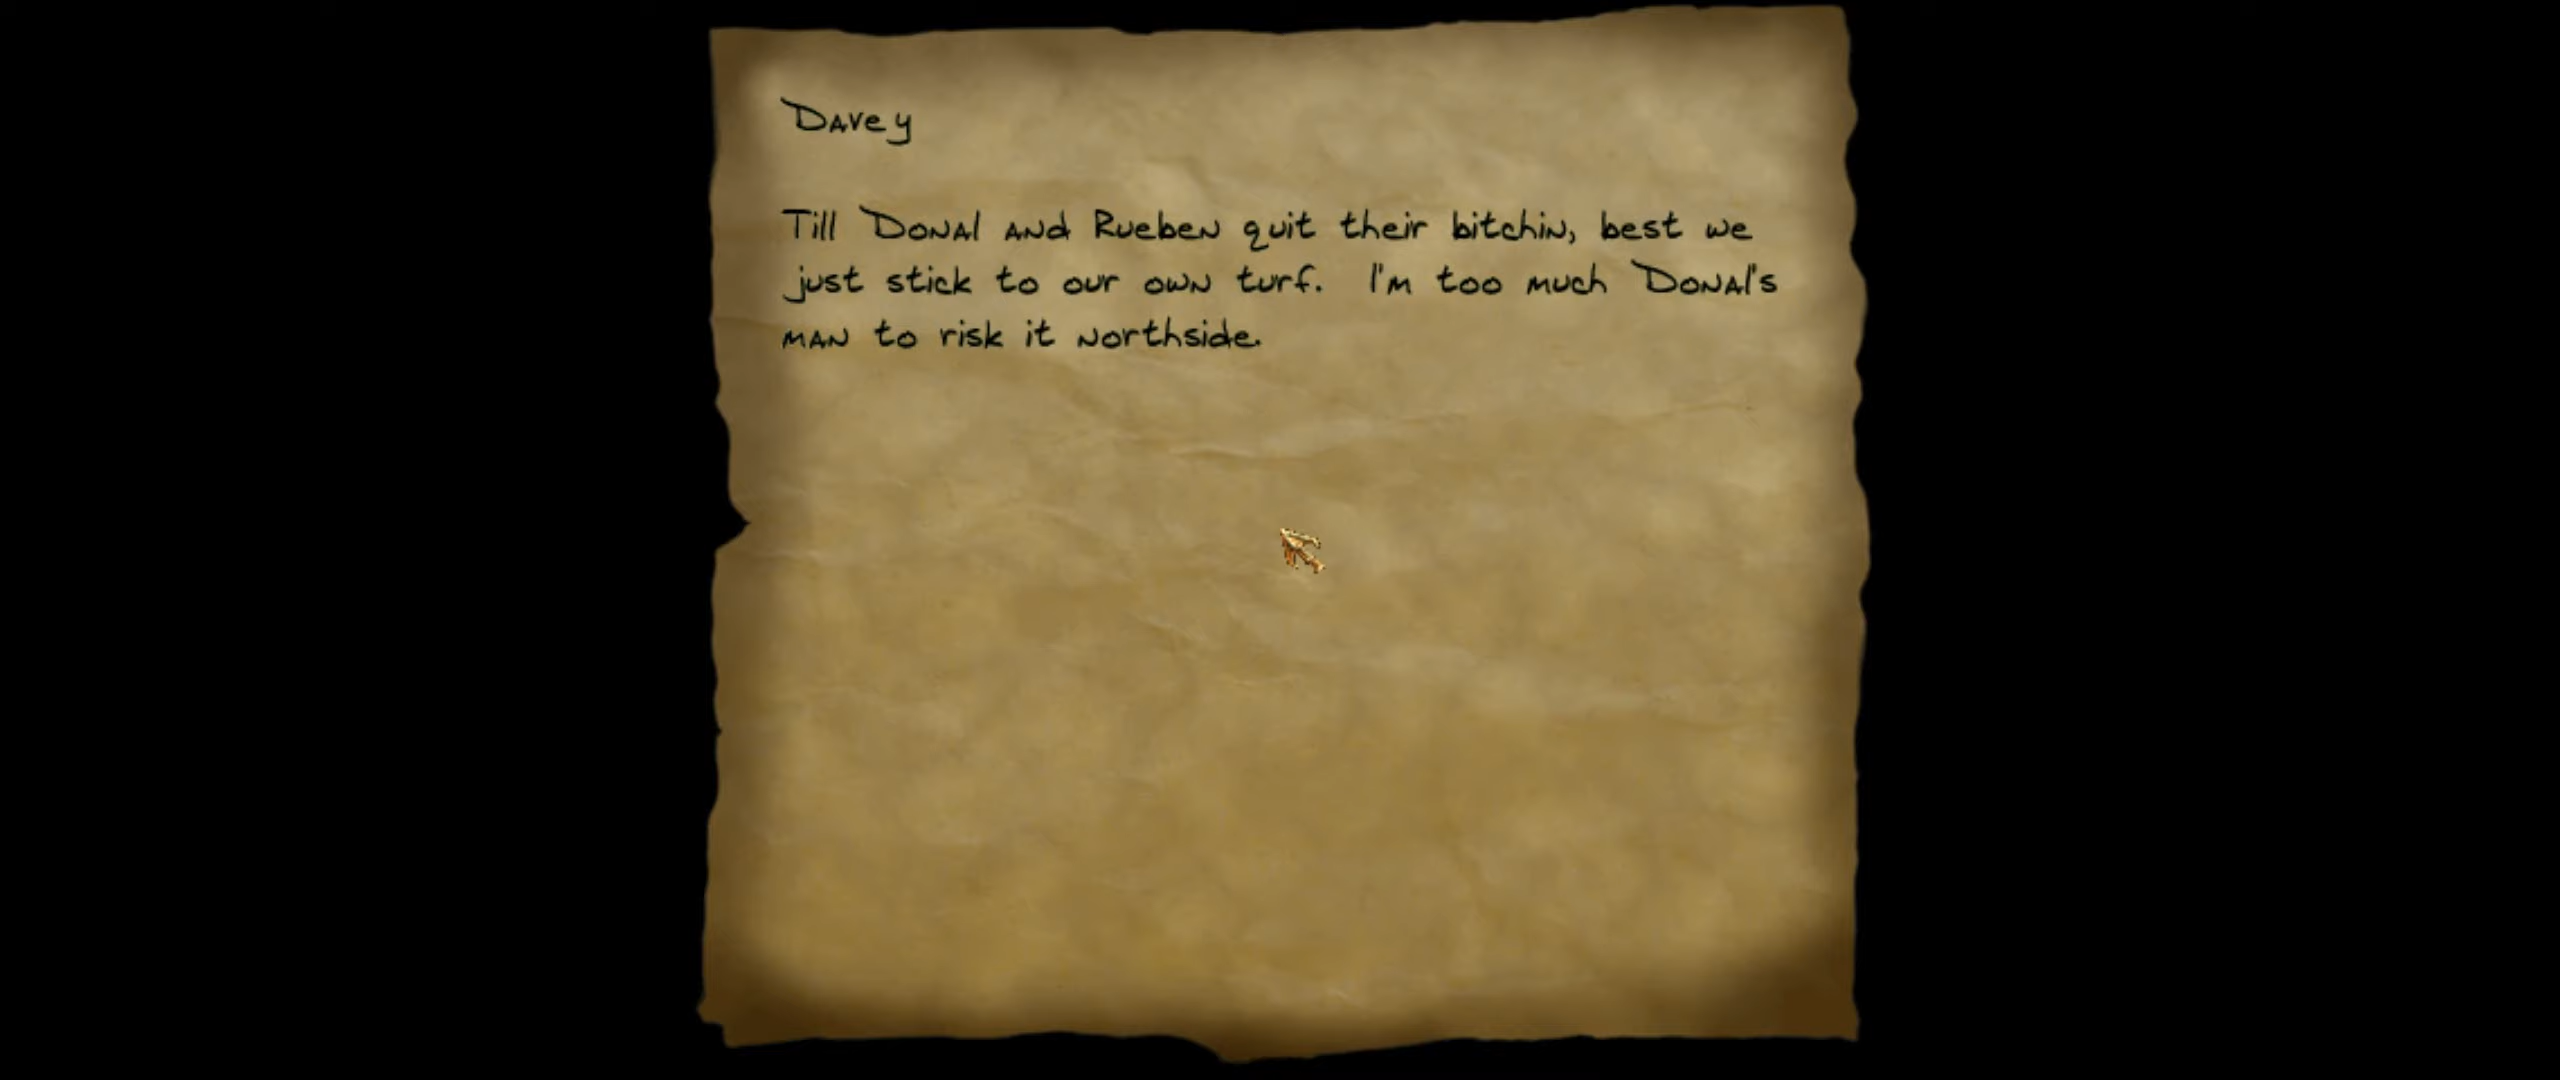 Davey
Till Donal and Rueben quit their bitchin, best we
just stick to our own turf.  I'm too much Donal's
man to risk it northside.